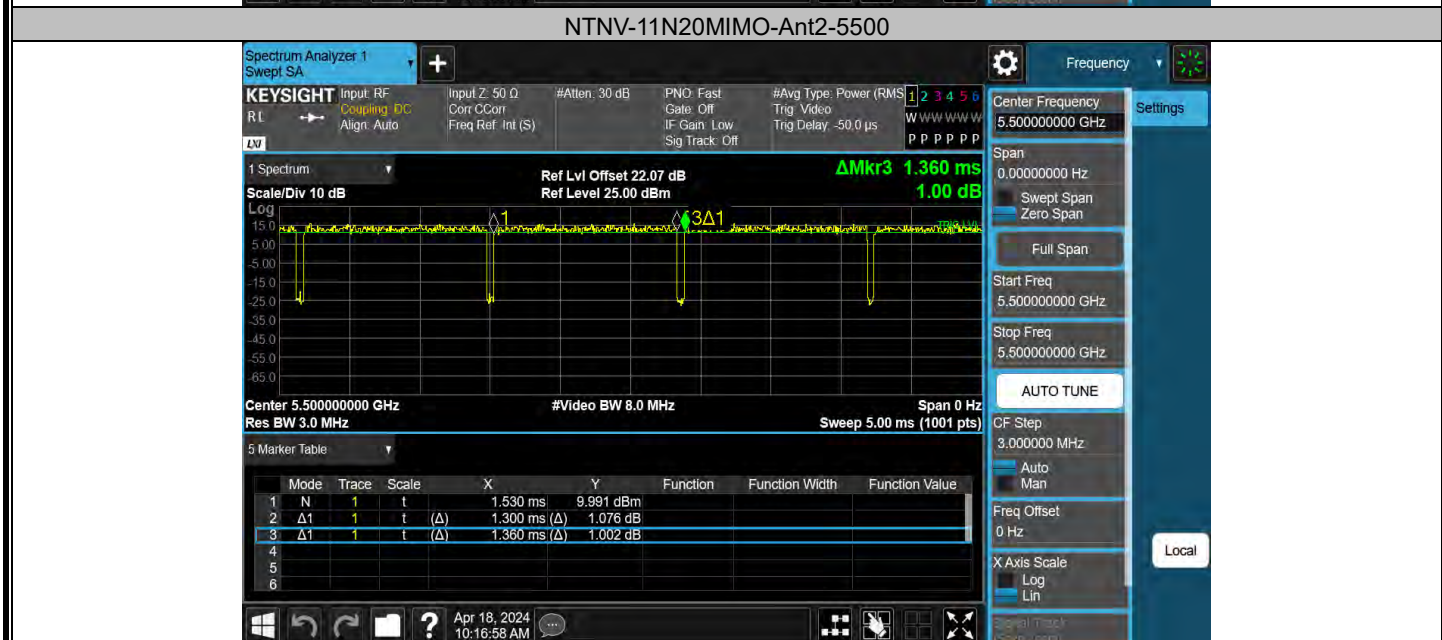 NTNV-11N20MIMO-Ant2-5500
Spectrum Analyzer 1
Swept SA
Frequency
KEYSIGHT
RL
LXI
Input: RF
Coupling: DC
Align: Auto
Input Z: 50 Ω
Corr CCorr
Freq Ref: Int (S)
#Atten: 30 dB
PNO: Fast
Gate: Off
IF Gain: Low
Sig Track: Off
#Avg Type: Power (RMS
Trig: Video
Trig Delay: -50.0 µs
1 2 3 4 5 6
W W W W W W
P P P P P P
1 Spectrum
Scale/Div 10 dB
Ref Lvl Offset 22.07 dB
Ref Level 25.00 dBm
ΔMkr3 1.360 ms
1.00 dB
Log
1
3Δ1
TRIG LVL
15.0
5.00
-5.00
-15.0
-25.0
-35.0
-45.0
-55.0
-65.0
Center 5.500000000 GHz
#Video BW 8.0 MHz
Span 0 Hz
Res BW 3.0 MHz
Sweep 5.00 ms (1001 pts)
5 Marker Table
Mode Trace Scale X Y Function Function Width Function Value
1 N 1 t 1.530 ms 9.991 dBm
2 Δ1 1 t (Δ) 1.300 ms (Δ) 1.076 dB
3 Δ1 1 t (Δ) 1.360 ms (Δ) 1.002 dB
4
5
6
Apr 18, 2024
10:16:58 AM
Center Frequency
5.500000000 GHz
Settings
Span
0.00000000 Hz
Swept Span
Zero Span
Full Span
Start Freq
5.500000000 GHz
Stop Freq
5.500000000 GHz
AUTO TUNE
CF Step
3.000000 MHz
Auto
Man
Freq Offset
0 Hz
X Axis Scale
Log
Lin
Local
Signal Track